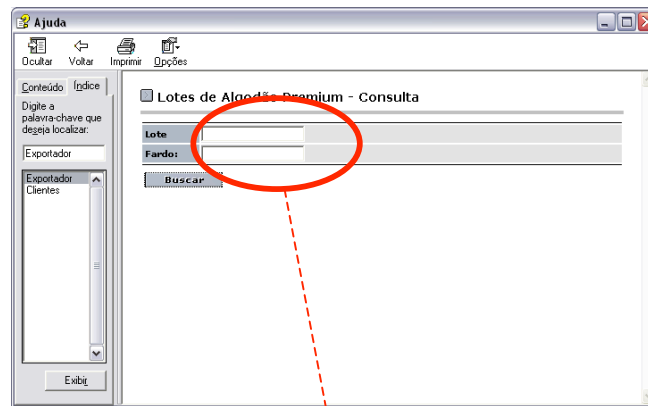 Ajuda
Ocultar Voltar Imprimir Opções
Conteúdo Índice
Digite a
palavra-chave que
deseja localizar:
Exportador
Exportador
Clientes
Exibir
Lotes de Algodão Premium - Consulta
Lote
Fardo:
Buscar